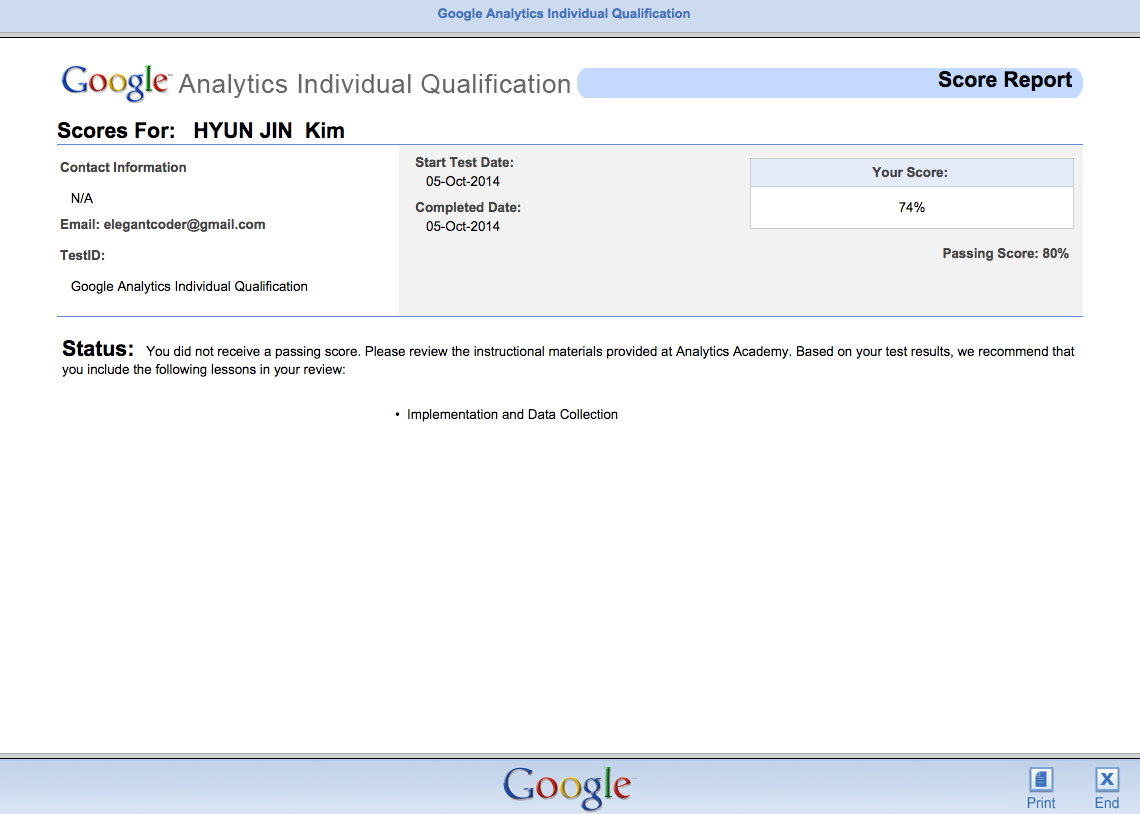 Google Analytics Individual Qualification
Google™ Analytics Individual Qualification
Score Report
Scores For: HYUN JIN Kim
Contact Information
N/A
Email: elegantcoder@gmail.com
TestID:
Google Analytics Individual Qualification
Start Test Date:
05-Oct-2014
Completed Date:
05-Oct-2014
Your Score:
74%
Passing Score: 80%
Status: You did not receive a passing score. Please review the instructional materials provided at Analytics Academy. Based on your test results, we recommend that
you include the following lessons in your review:
• Implementation and Data Collection
Google™
Print
End